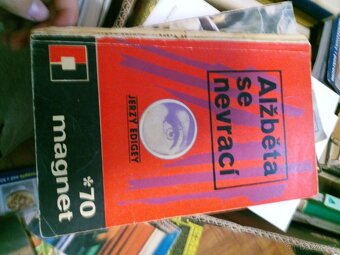 Alžběta
se
nevrací
JERZY EDIGEY
*70
magnet